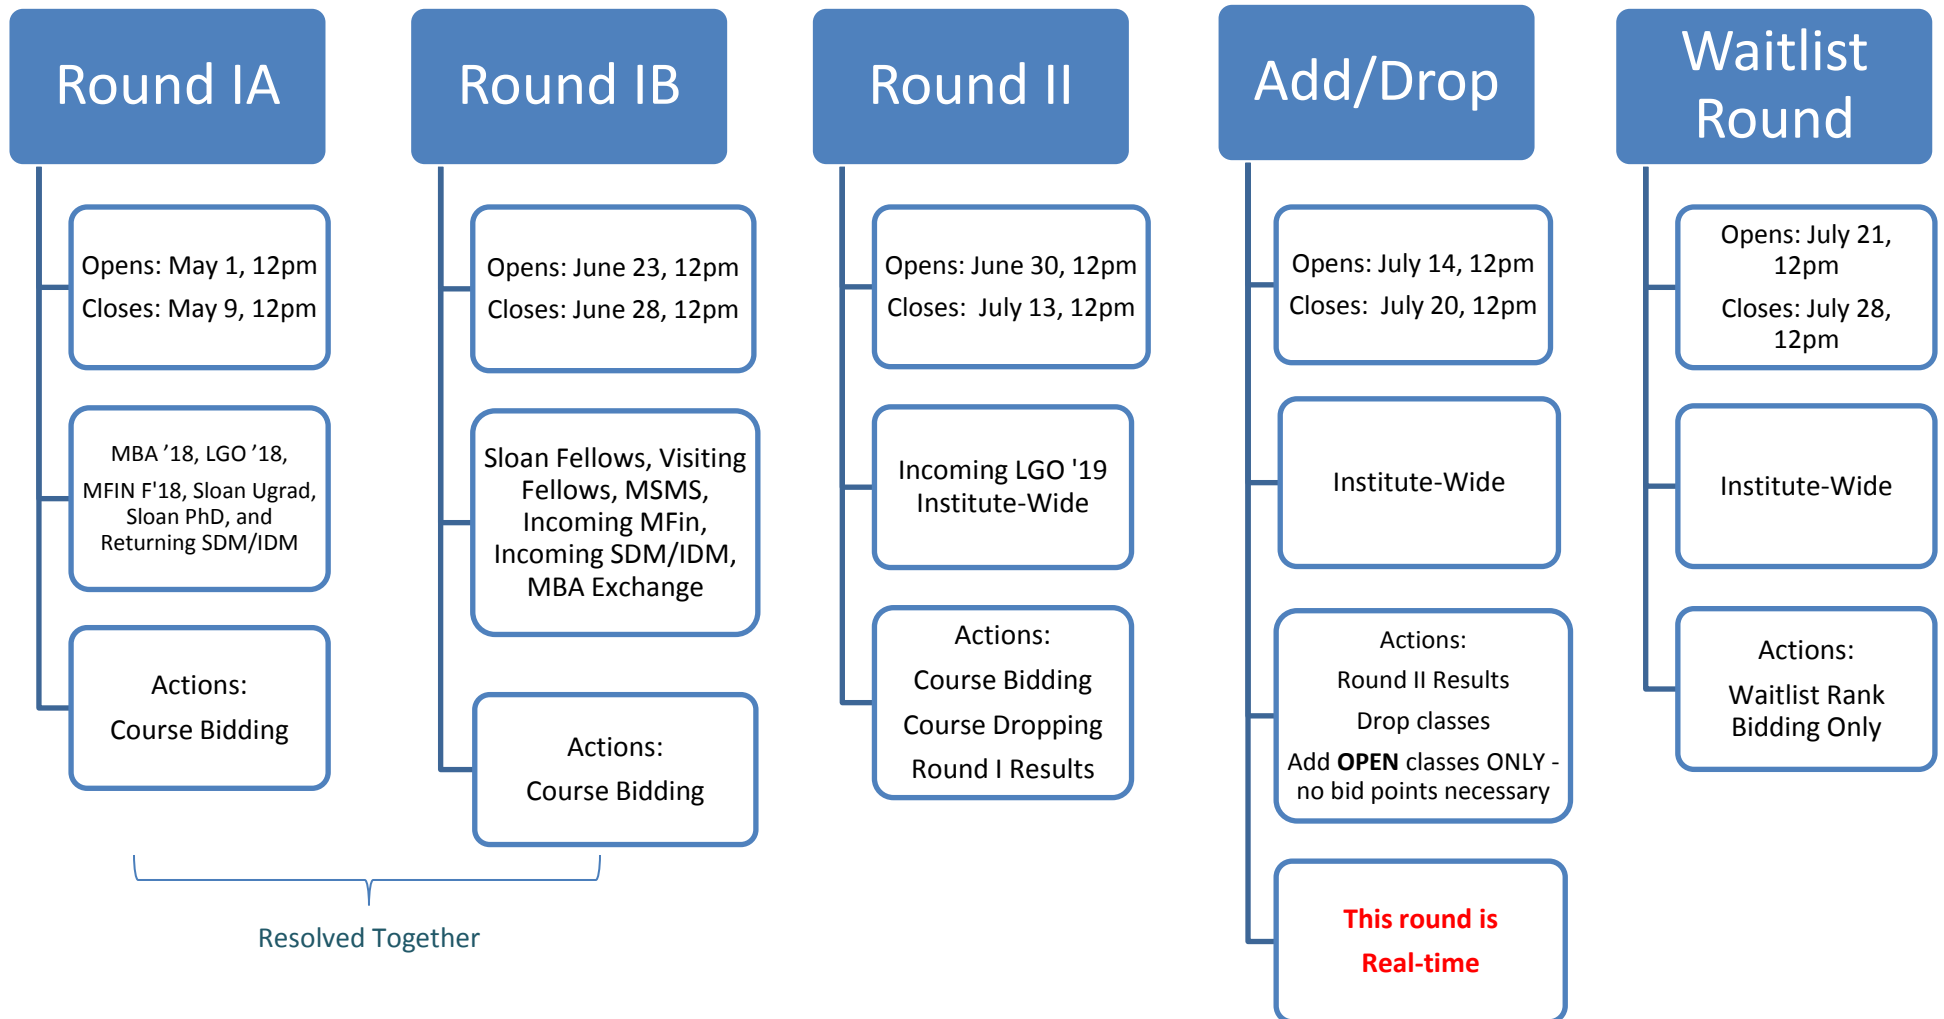 Round IA
Opens: May 1, 12pm
Closes: May 9, 12pm
MBA ’18, LGO ’18,
MFIN F'18, Sloan Ugrad,
Sloan PhD, and
Returning SDM/IDM
Actions:
Course Bidding
Round IB
Opens: June 23, 12pm
Closes: June 28, 12pm
Sloan Fellows, Visiting
Fellows, MSMS,
Incoming MFin,
Incoming SDM/IDM,
MBA Exchange
Actions:
Course Bidding
Resolved Together
Round II
Opens: June 30, 12pm
Closes: July 13, 12pm
Incoming LGO '19
Institute-Wide
Actions:
Course Bidding
Course Dropping
Round I Results
Add/Drop
Opens: July 14, 12pm
Closes: July 20, 12pm
Institute-Wide
Actions:
Round II Results
Drop classes
Add OPEN classes ONLY -
no bid points necessary
This round is
Real-time
Waitlist
Round
Opens: July 21,
12pm
Closes: July 28,
12pm
Institute-Wide
Actions:
Waitlist Rank
Bidding Only